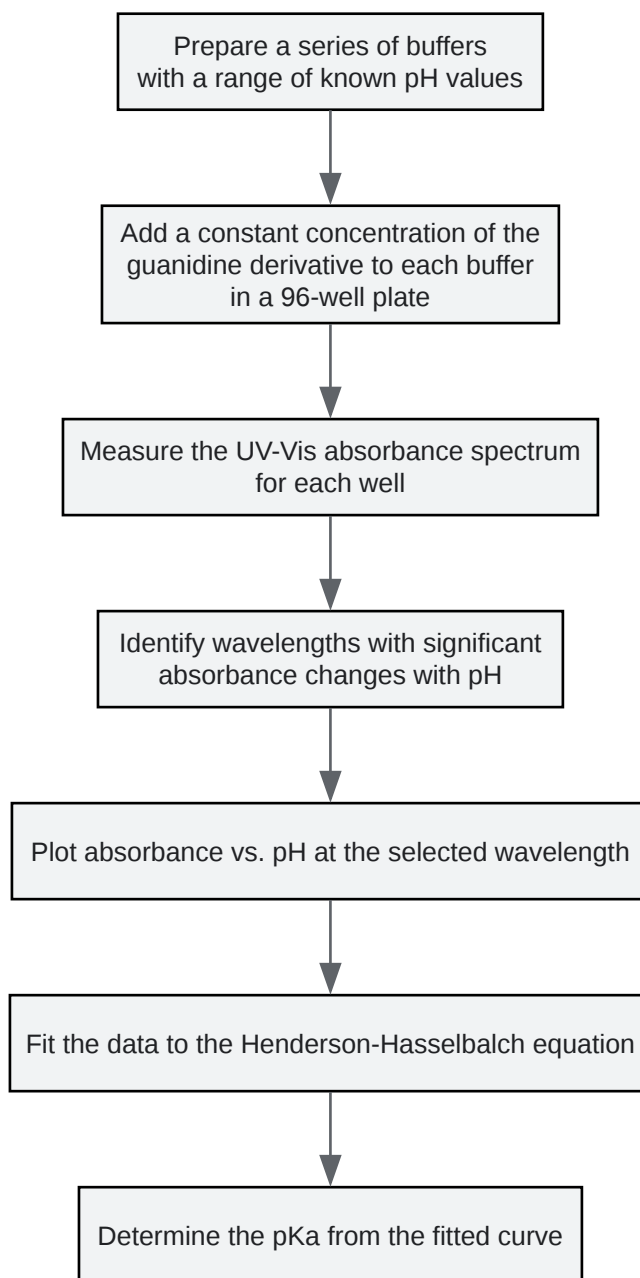 Prepare a series of buffers
with a range of known pH values
Add a constant concentration of the
guanidine derivative to each buffer
in a 96-well plate
Measure the UV-Vis absorbance spectrum
for each well
Identify wavelengths with significant
absorbance changes with pH
Plot absorbance vs. pH at the selected wavelength
Fit the data to the Henderson-Hasselbalch equation
Determine the pKa from the fitted curve